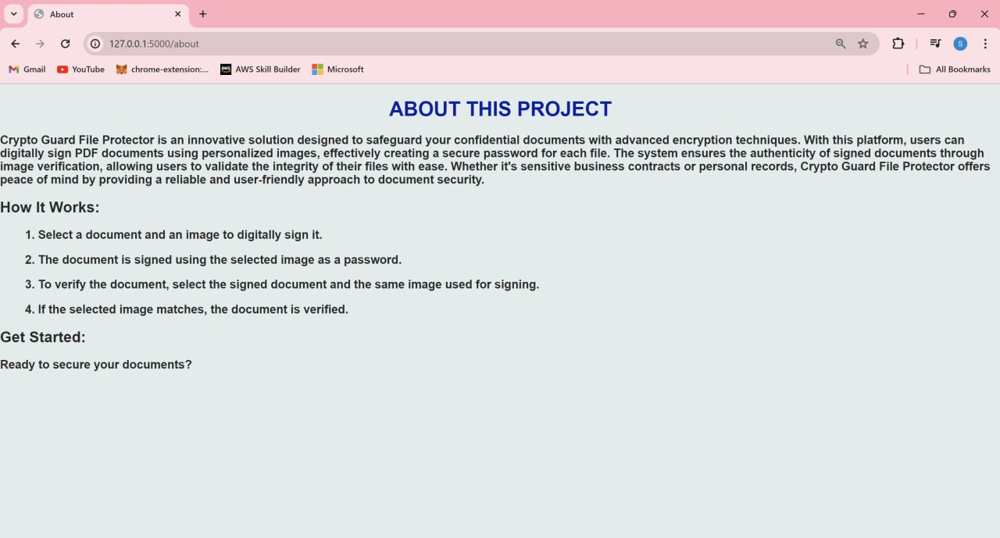 About
127.0.0.1:5000/about
S
Gmail
YouTube
chrome-extension:...
aws
AWS Skill Builder
Microsoft
All Bookmarks
ABOUT THIS PROJECT
Crypto Guard File Protector is an innovative solution designed to safeguard your confidential documents with advanced encryption techniques. With this platform, users can
digitally sign PDF documents using personalized images, effectively creating a secure password for each file. The system ensures the authenticity of signed documents through
image verification, allowing users to validate the integrity of their files with ease. Whether it's sensitive business contracts or personal records, Crypto Guard File Protector offers
peace of mind by providing a reliable and user-friendly approach to document security.
How It Works:
1. Select a document and an image to digitally sign it.
2. The document is signed using the selected image as a password.
3. To verify the document, select the signed document and the same image used for signing.
4. If the selected image matches, the document is verified.
Get Started:
Ready to secure your documents?